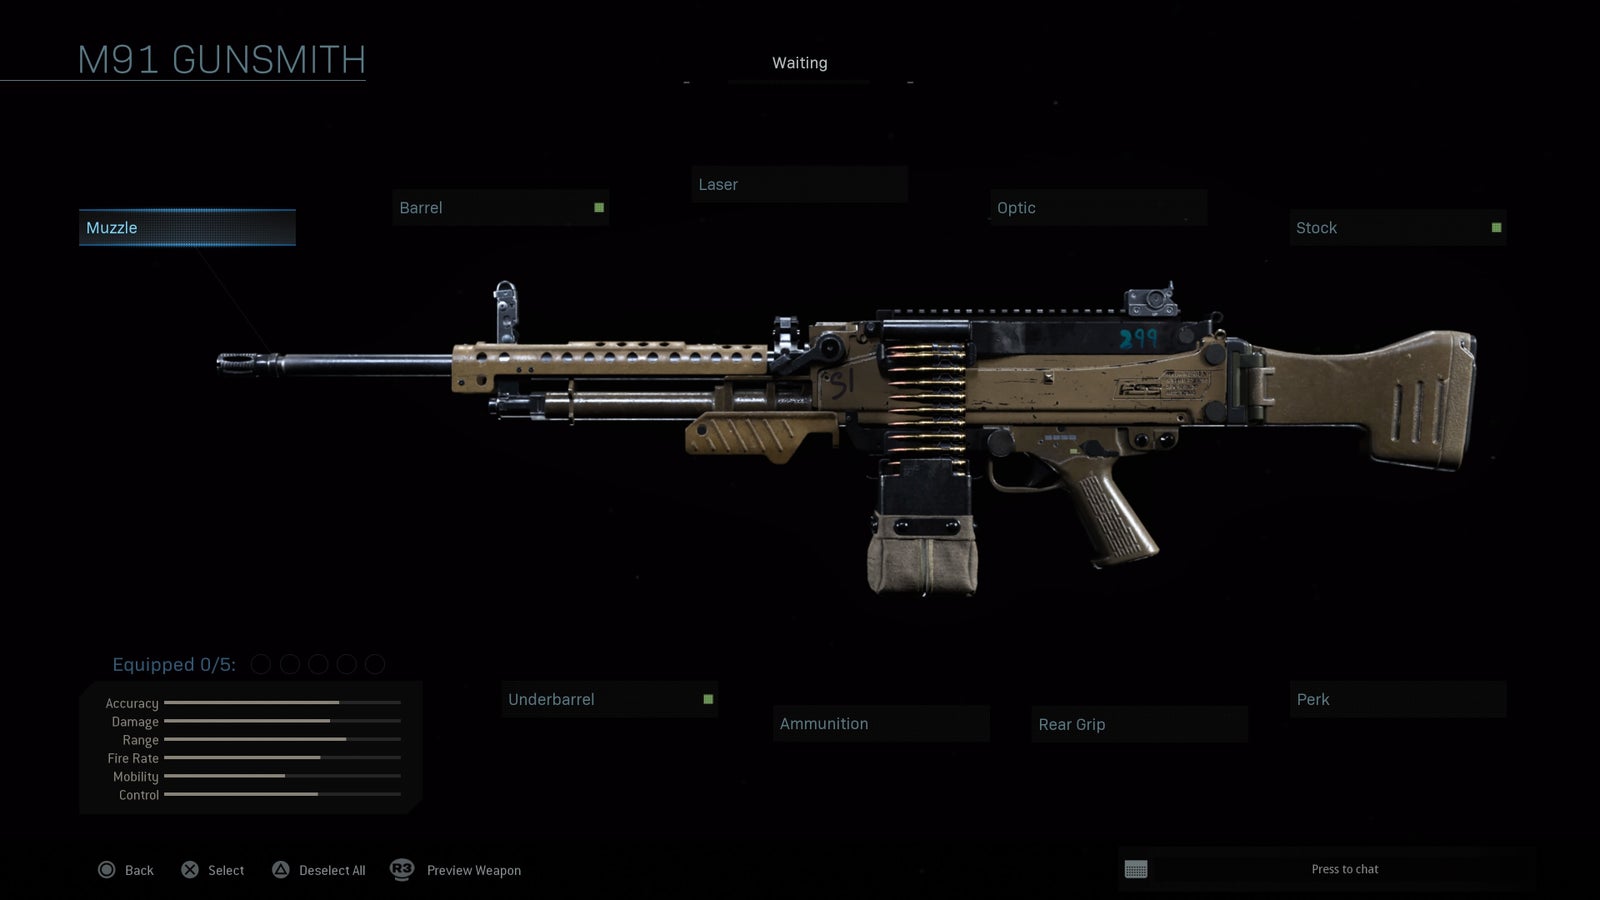 M91 GUNSMITH
Waiting
Laser
Barrel
Optic
Muzzle
Stock
299
SI
Equipped 0/5:
Accuracy
Damage
Range
Fire Rate
Mobility
Control
Underbarrel
Ammunition
Rear Grip
Perk
Back
Select
Deselect All
R3
Preview Weapon
Press to chat